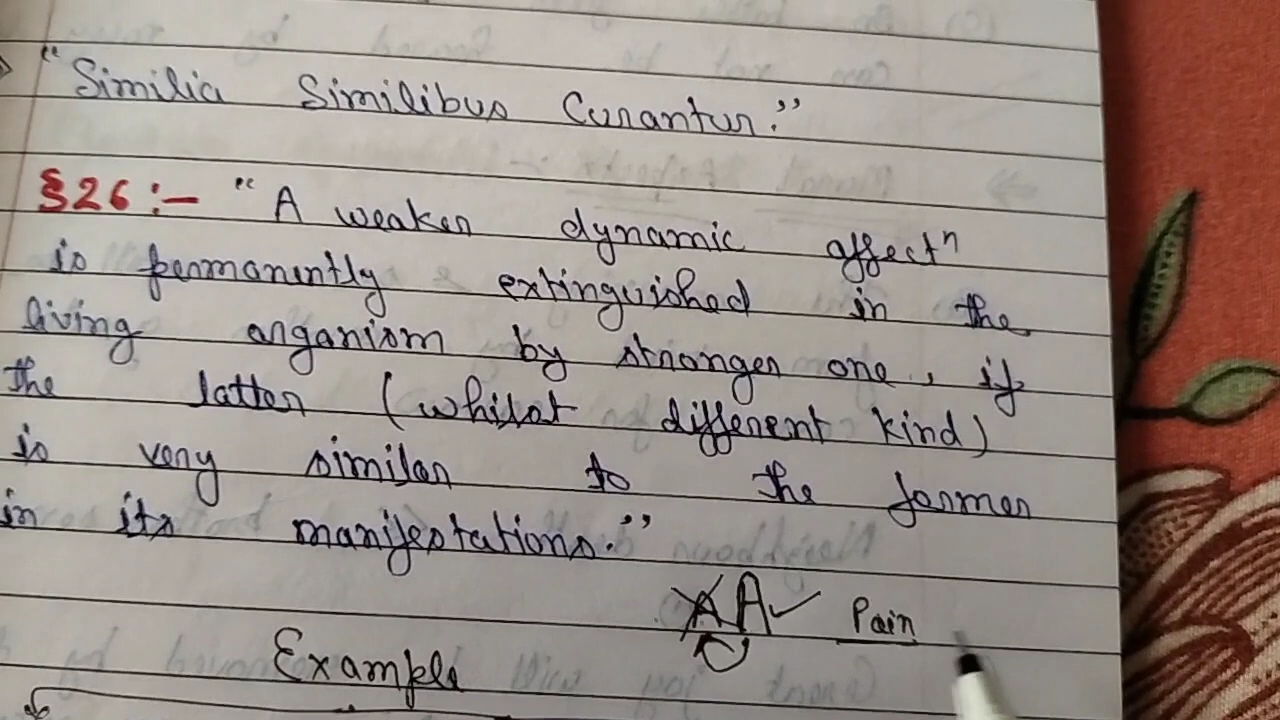 "Similia Similibus Curantur."
§26:- "A weaker dynamic affectⁿ
is permanently extinguished in the
living organism by stronger one, if
the latter (whilst different kind)
is very similar to the former
in its manifestations."
A A Pain
Example